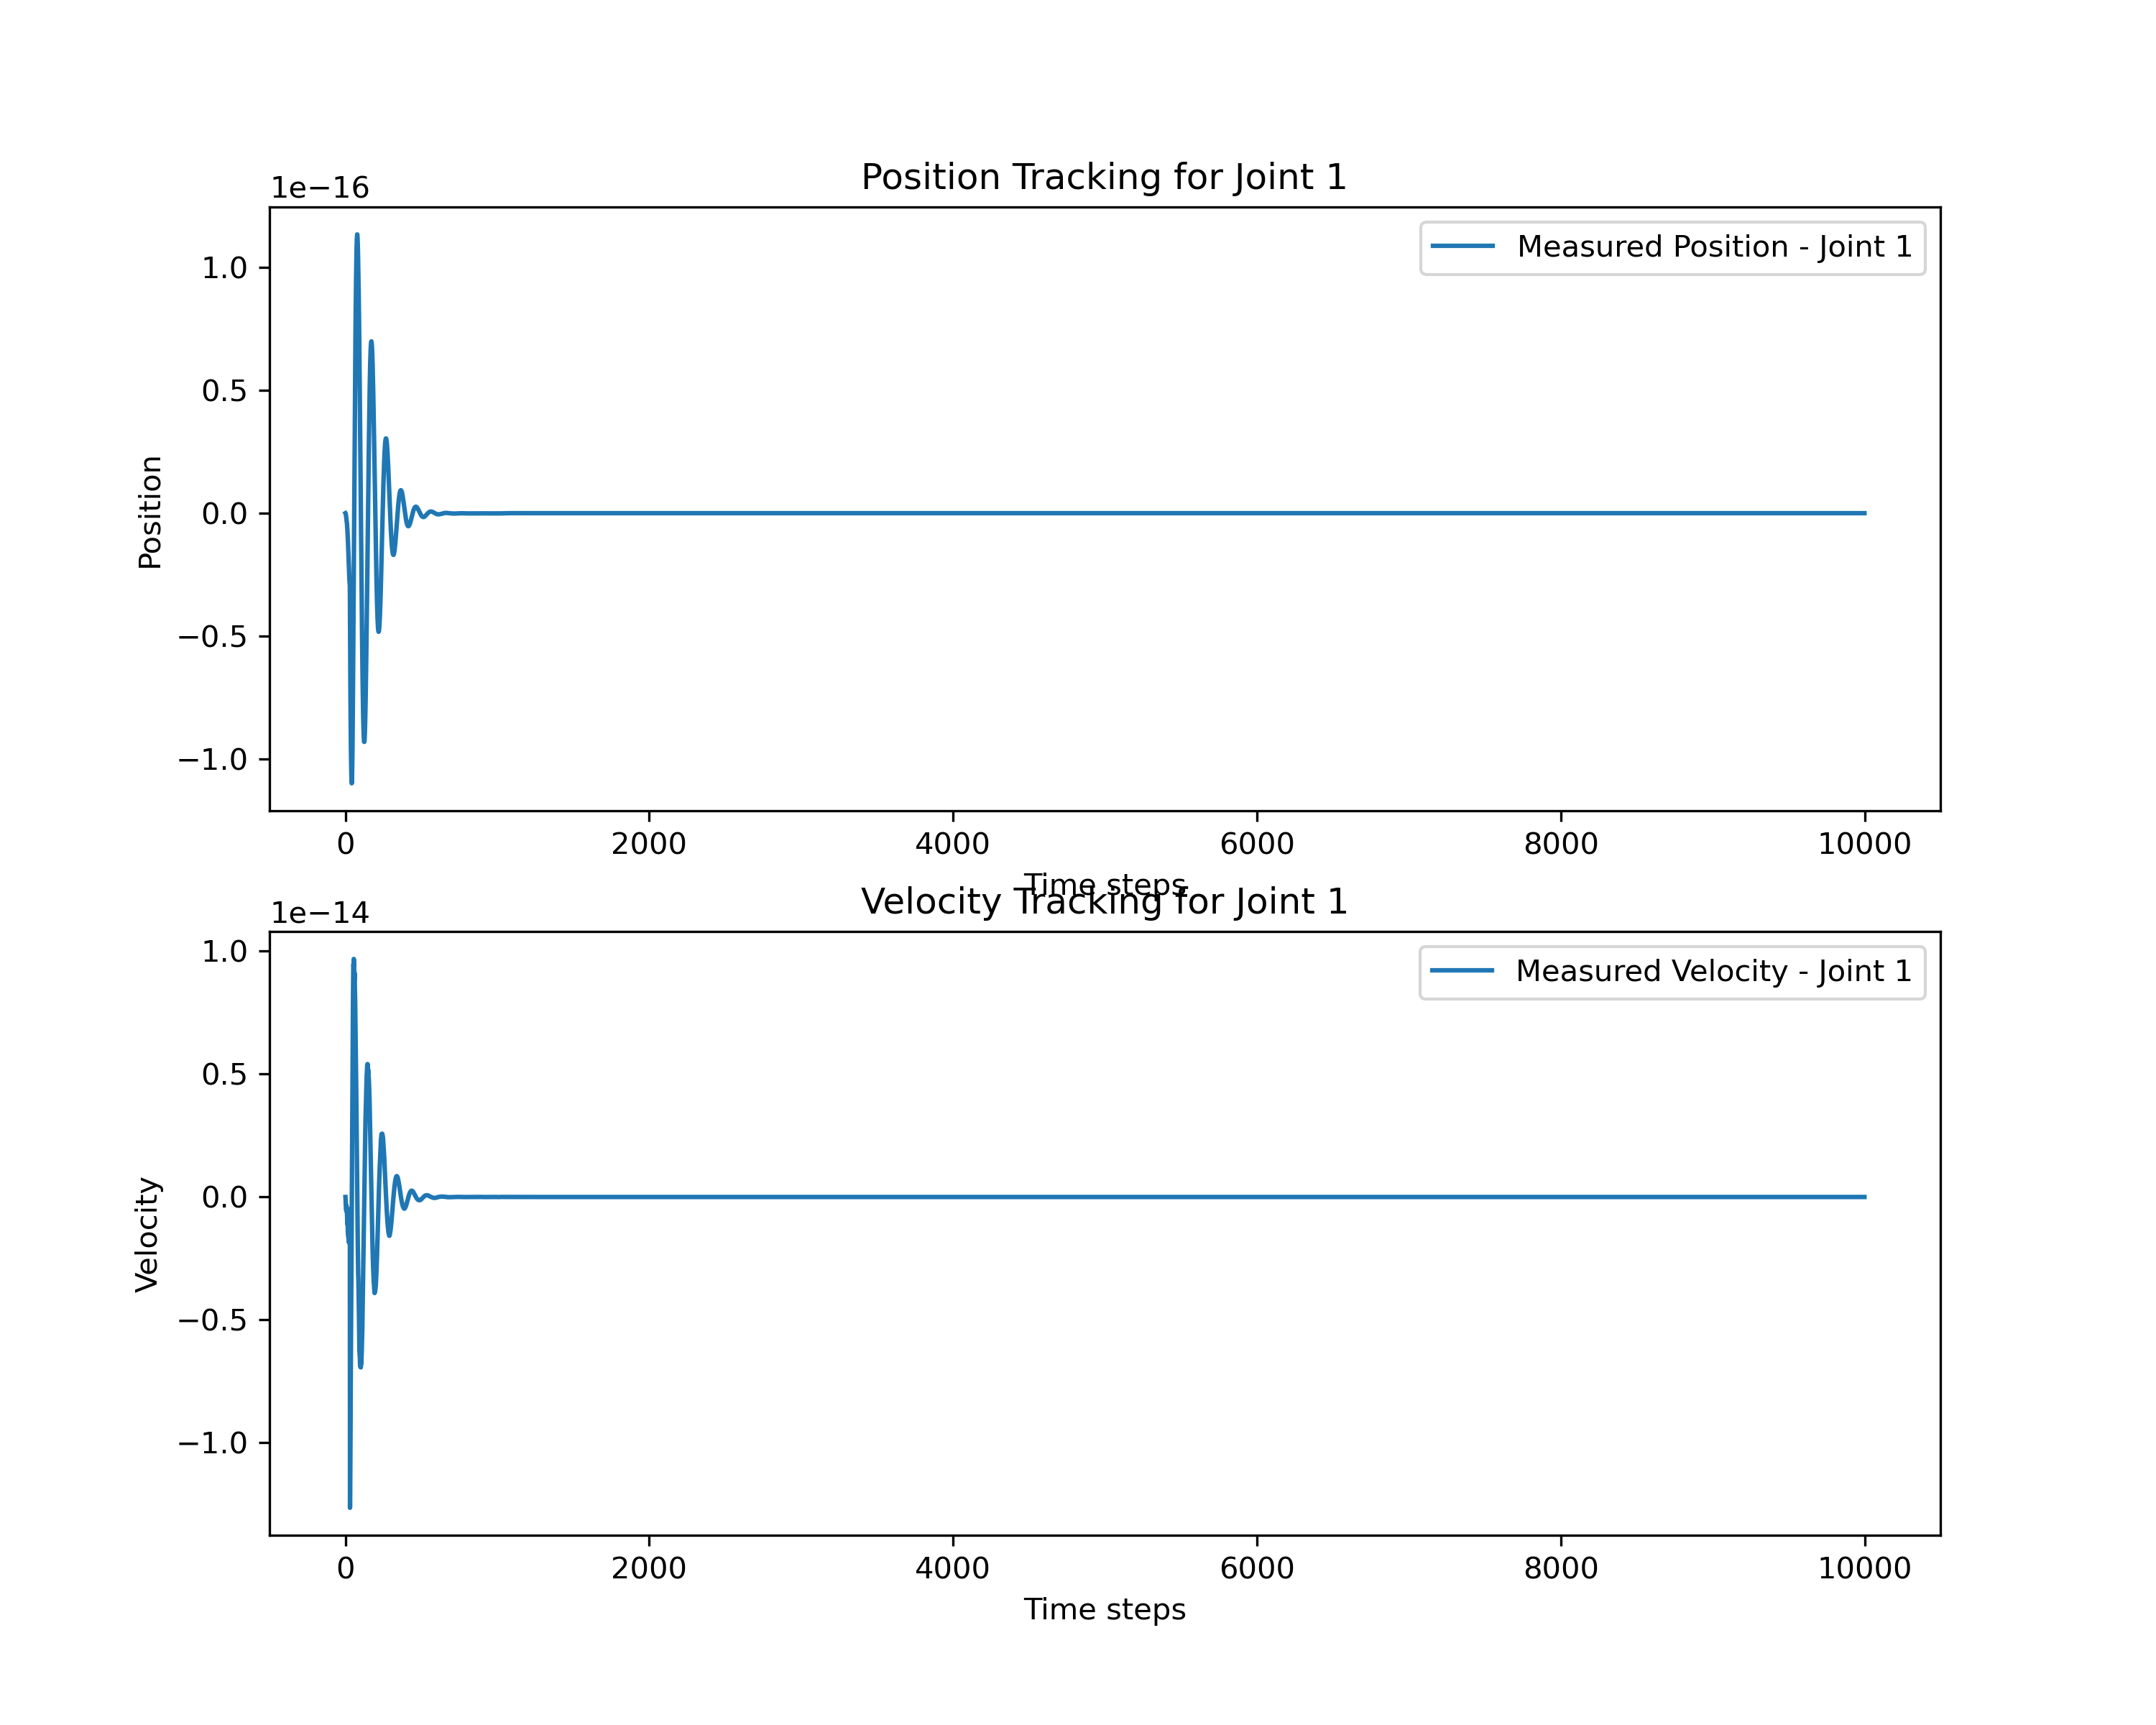 Position Tracking for Joint 1
1e−16
Measured Position - Joint 1
1.0
0.5
0.0
−0.5
−1.0
Position
0 2000 4000 6000 8000 10000
Time steps
Velocity Tracking for Joint 1
1e−14
Measured Velocity - Joint 1
1.0
0.5
0.0
−0.5
−1.0
Velocity
0 2000 4000 6000 8000 10000
Time steps